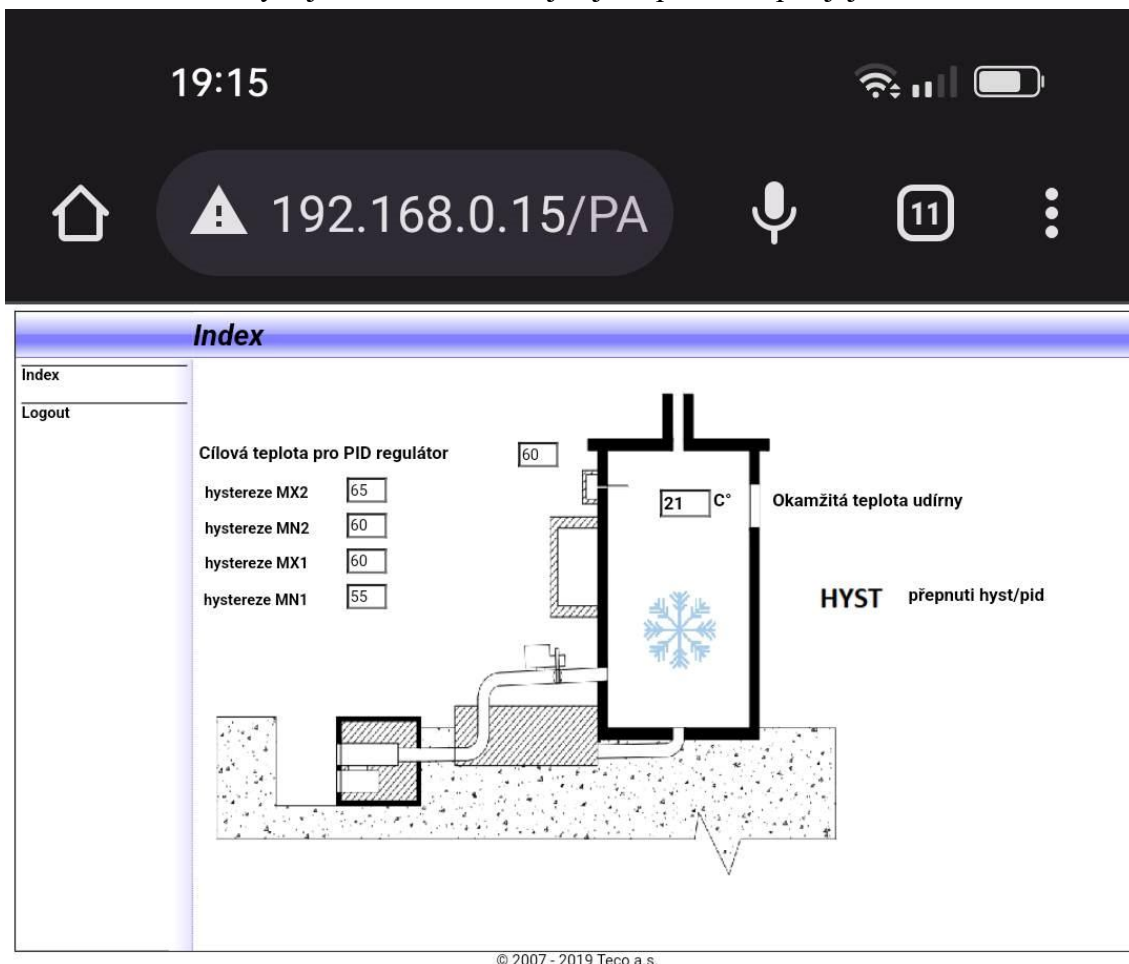 19:15
192.168.0.15/PA
11
Index
Index
Logout
Cílová teplota pro PID regulátor 60
hystereze MX2 65
hystereze MN2 60
hystereze MX1 60
hystereze MN1 55
21 C° Okamžitá teplota udírny
HYST přepnuti hyst/pid
© 2007 - 2019 Teco a.s.